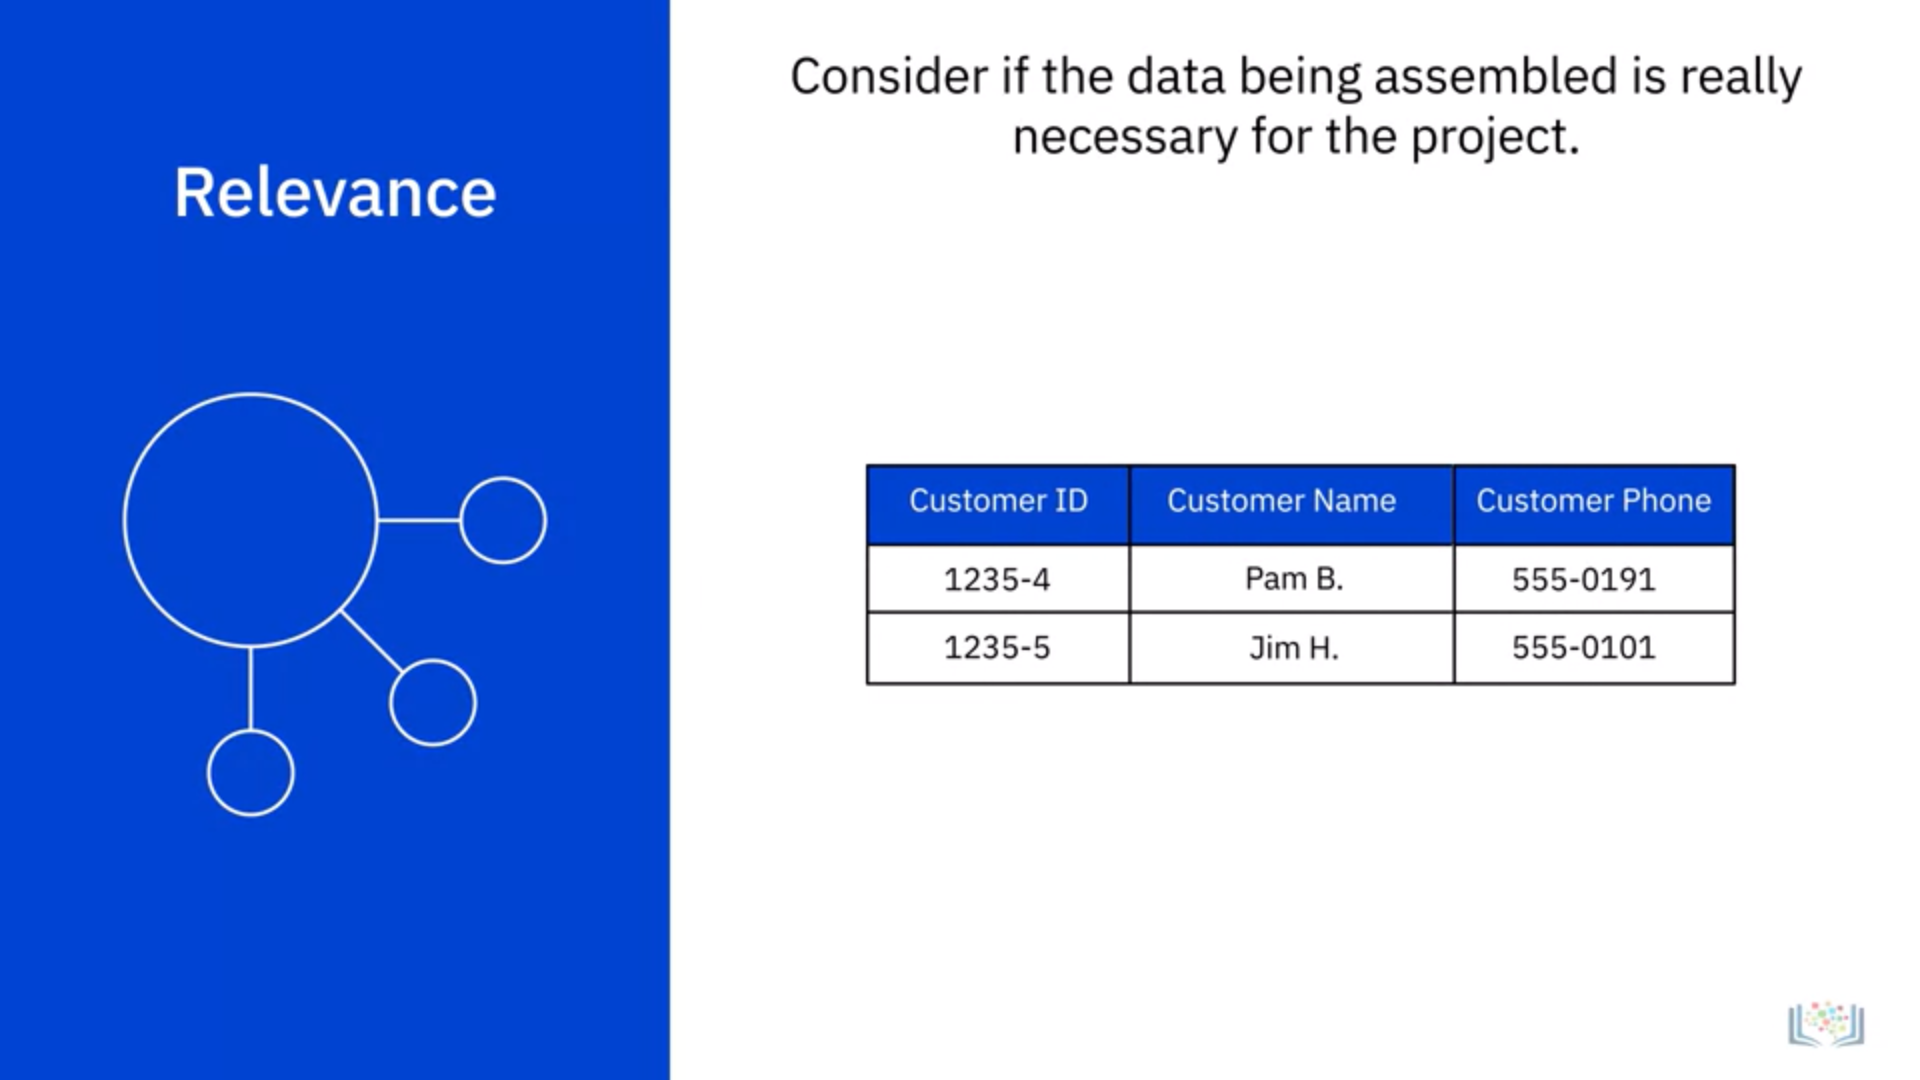 Relevance
Consider if the data being assembled is really
necessary for the project.
Customer ID Customer Name Customer Phone
1235-4 Pam B. 555-0191
1235-5 Jim H. 555-0101